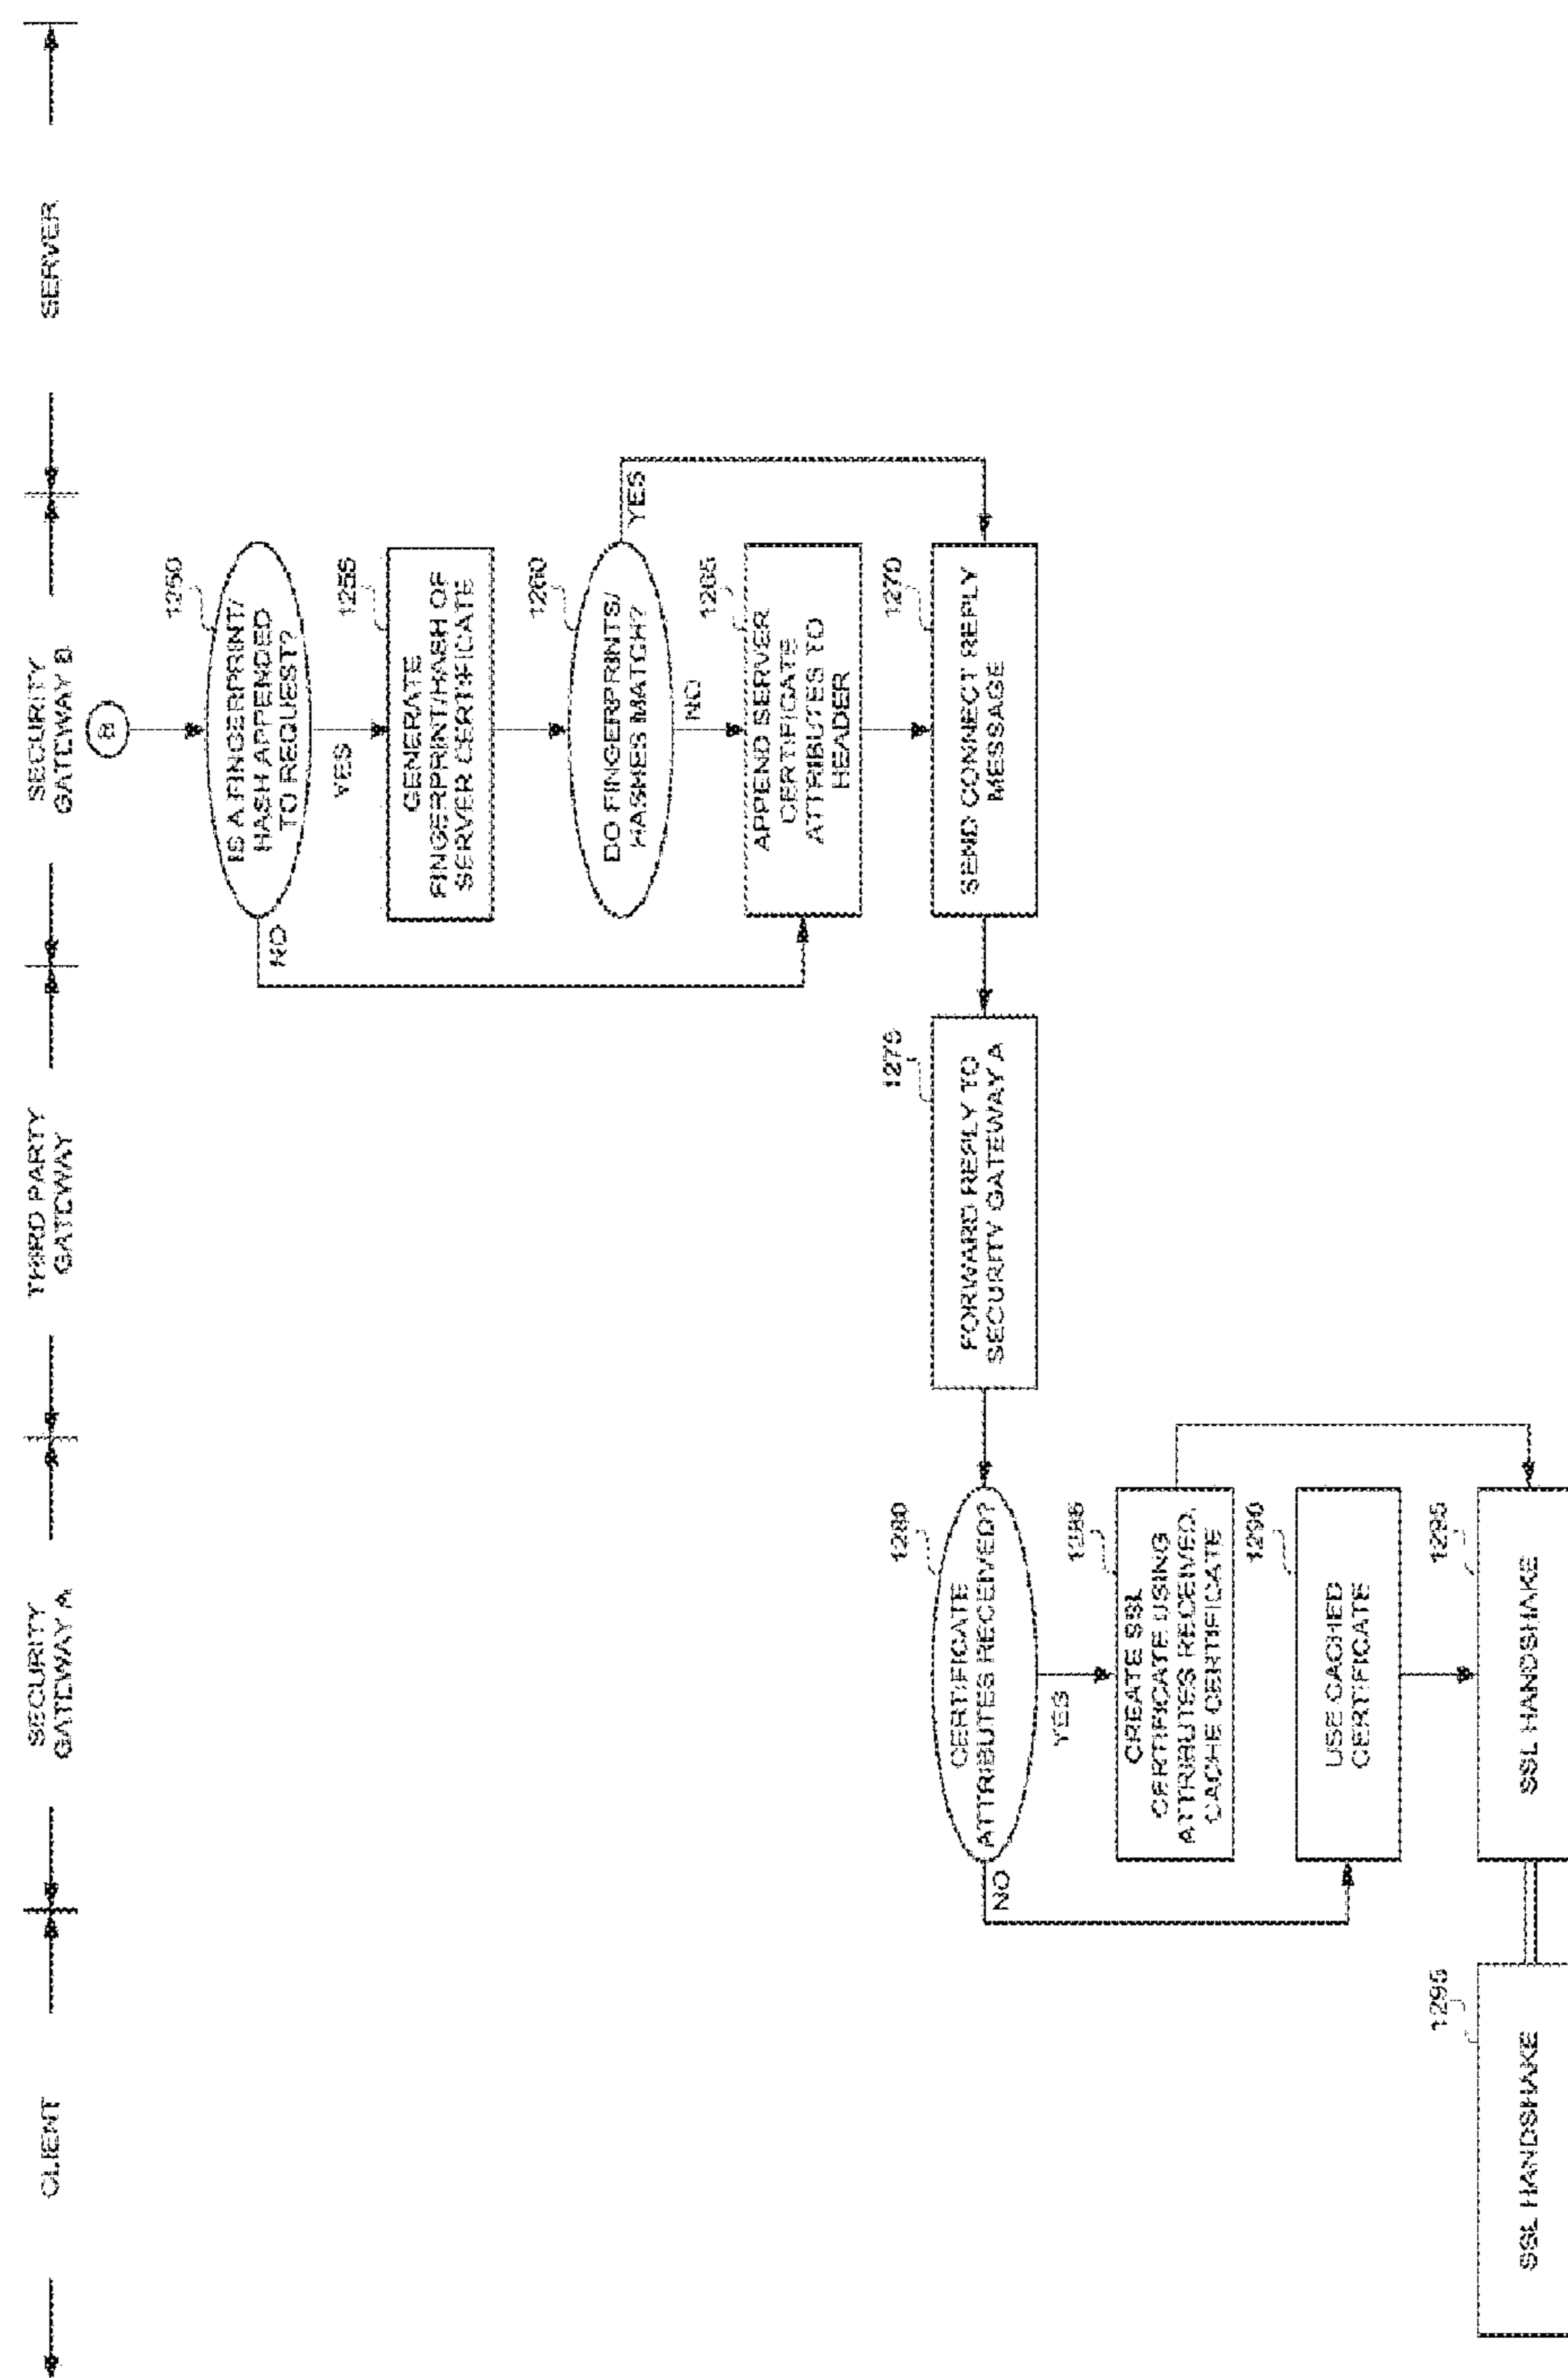 CLIENT
SECURITY
GATEWAY A
THIRD PARTY
GATEWAY
SECURITY
GATEWAY B
SERVER
B
1250
IS A FINGERPRINT/
HASH APPENDED
TO REQUEST?
NO
YES
1255
GENERATE
FINGERPRINT/HASH OF
SERVER CERTIFICATE
1260
DO FINGERPRINTS/
HASHES MATCH?
YES
NO
1265
APPEND SERVER
CERTIFICATE
ATTRIBUTES TO
HEADER
1270
SEND CONNECT REPLY
MESSAGE
1275
FORWARD REPLY TO
SECURITY GATEWAY A
1280
CERTIFICATE
ATTRIBUTES RECEIVED?
NO
YES
1285
CREATE SSL
CERTIFICATE USING
ATTRIBUTES RECEIVED,
CACHE CERTIFICATE
1290
USE CACHED
CERTIFICATE
1295
SSL HANDSHAKE
1295
SSL HANDSHAKE